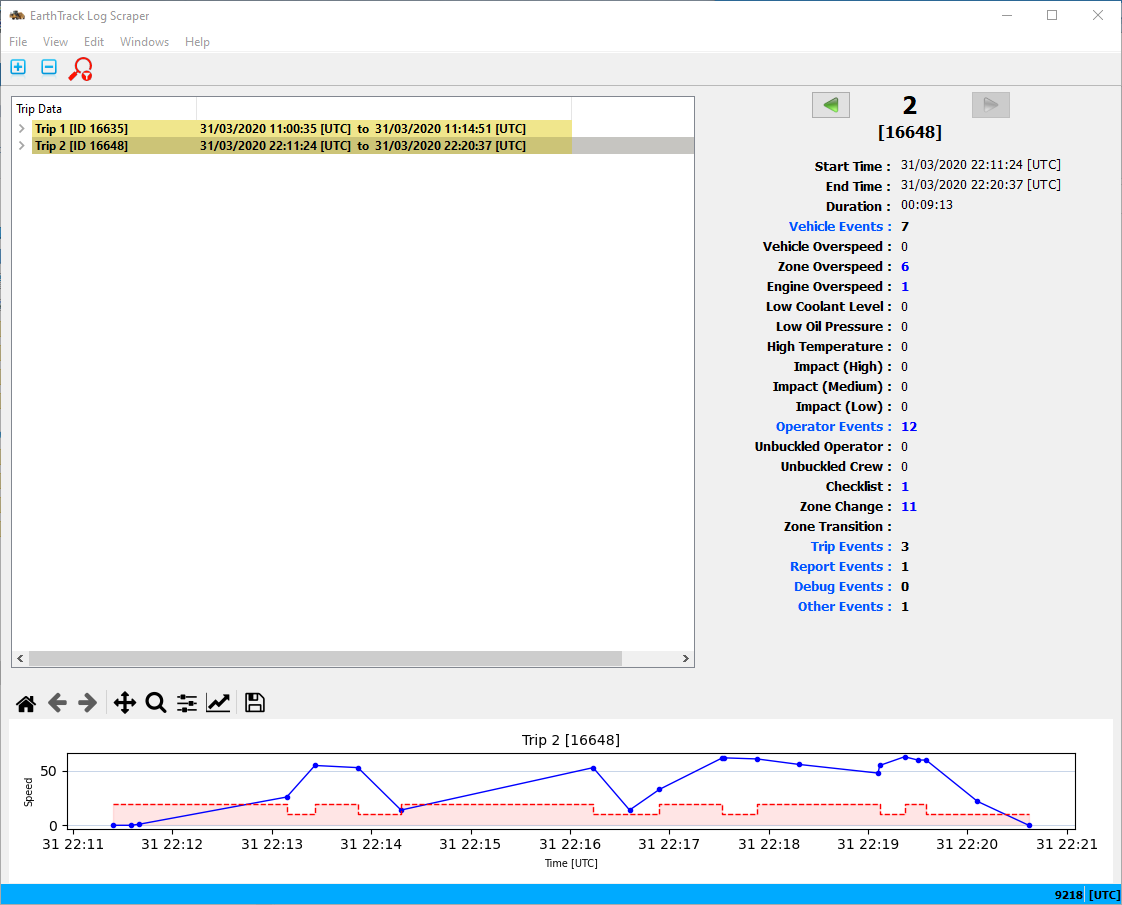 EarthTrack Log Scraper
File View Edit Windows Help
Trip Data
Trip 1 [ID 16635] 31/03/2020 11:00:35 [UTC] to 31/03/2020 11:14:51 [UTC]
Trip 2 [ID 16648] 31/03/2020 22:11:24 [UTC] to 31/03/2020 22:20:37 [UTC]
2
[16648]
Start Time : 31/03/2020 22:11:24 [UTC]
End Time : 31/03/2020 22:20:37 [UTC]
Duration : 00:09:13
Vehicle Events : 7
Vehicle Overspeed : 0
Zone Overspeed : 6
Engine Overspeed : 1
Low Coolant Level : 0
Low Oil Pressure : 0
High Temperature : 0
Impact (High) : 0
Impact (Medium) : 0
Impact (Low) : 0
Operator Events : 12
Unbuckled Operator : 0
Unbuckled Crew : 0
Checklist : 1
Zone Change : 11
Zone Transition :
Trip Events : 3
Report Events : 1
Debug Events : 0
Other Events : 1
Trip 2 [16648]
Speed
50
0
31 22:11 31 22:12 31 22:13 31 22:14 31 22:15 31 22:16 31 22:17 31 22:18 31 22:19 31 22:20 31 22:21
Time [UTC]
9218 [UTC]